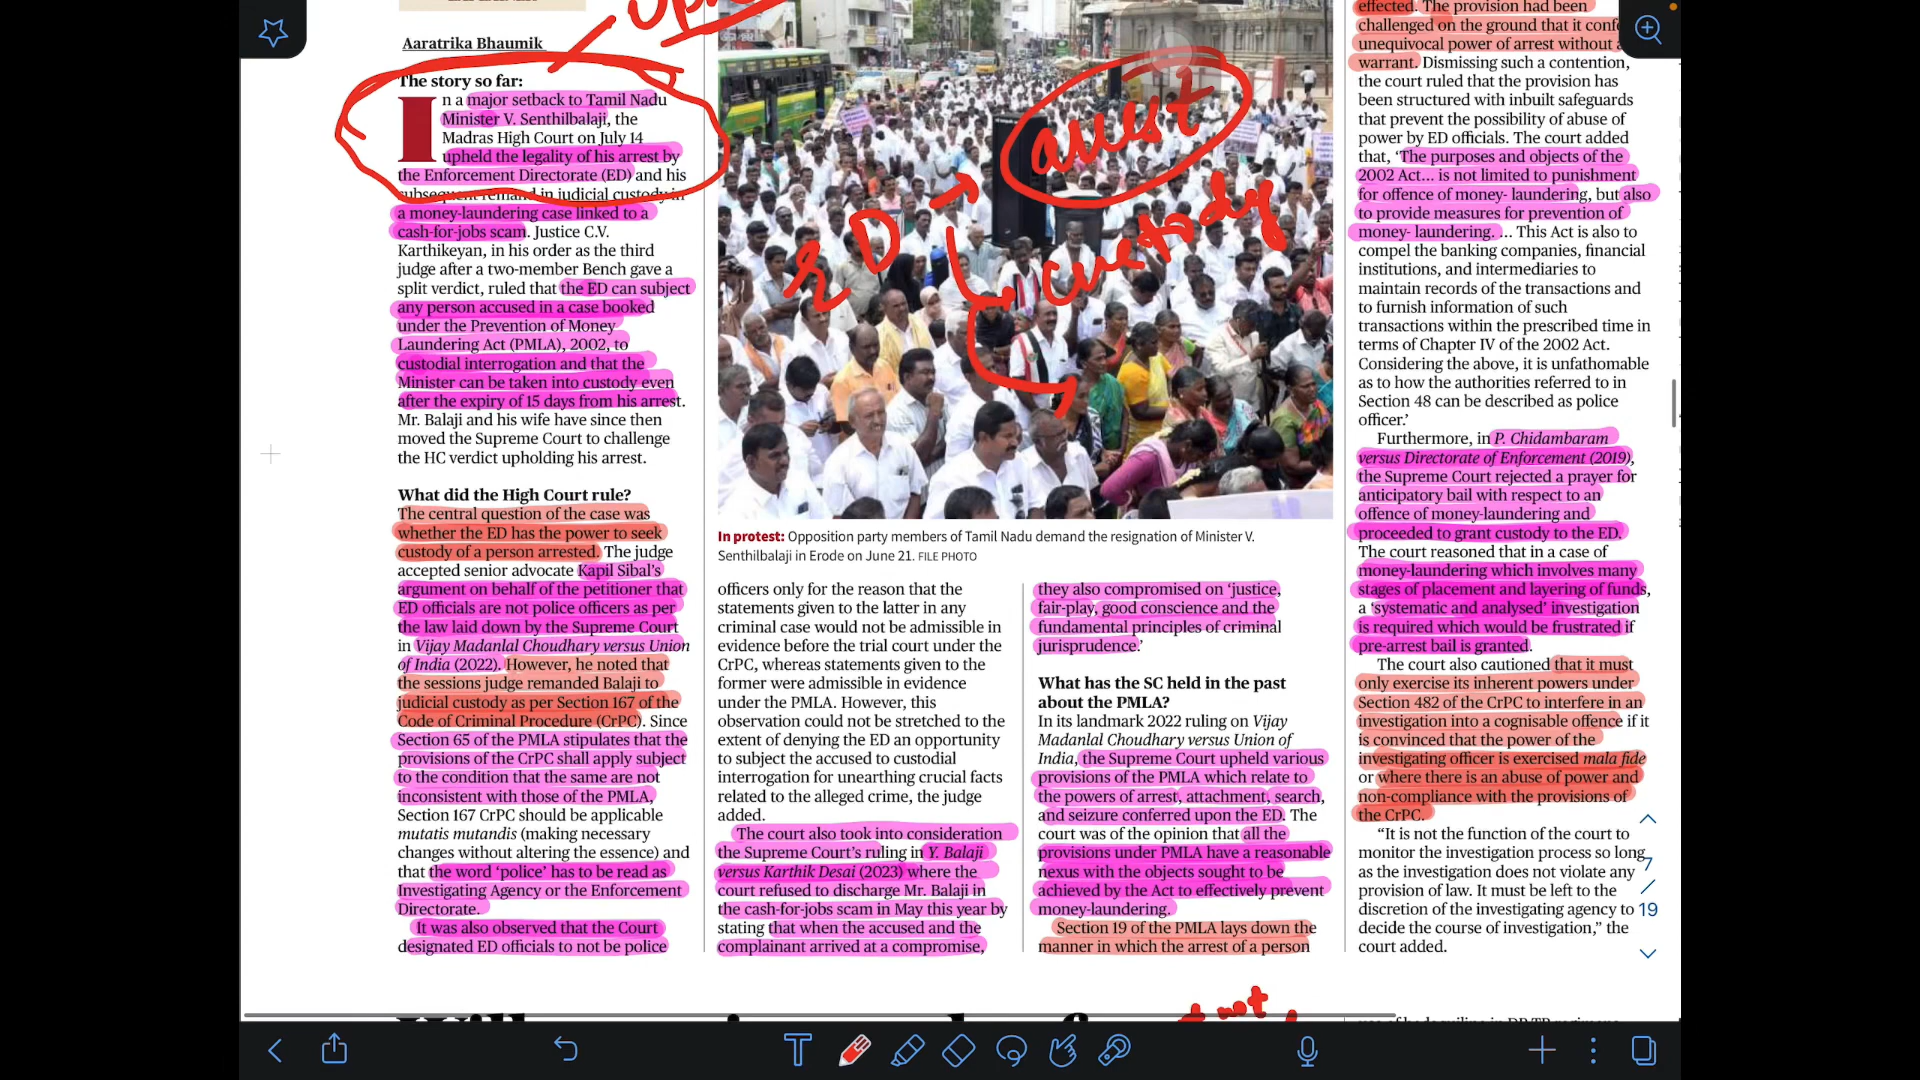 Aaratrika Bhaumik
The story so far:
In a major setback to Tamil Nadu
Minister V. Senthilbalaji, the
Madras High Court on July 14
upheld the legality of his arrest by
the Enforcement Directorate (ED) and his
subsequent remand in judicial custody in
a money-laundering case linked to a
cash-for-jobs scam. Justice C.V.
Karthikeyan, in his order as the third
judge after a two-member Bench gave a
split verdict, ruled that the ED can subject
any person accused in a case booked
under the Prevention of Money
Laundering Act (PMLA), 2002, to
custodial interrogation and that the
Minister can be taken into custody even
after the expiry of 15 days from his arrest.
Mr. Balaji and his wife have since then
moved the Supreme Court to challenge
the HC verdict upholding his arrest.
What did the High Court rule?
The central question of the case was
whether the ED has the power to seek
custody of a person arrested. The judge
accepted senior advocate Kapil Sibal's
argument on behalf of the petitioner that
ED officials are not police officers as per
the law laid down by the Supreme Court
in Vijay Madanlal Choudhary versus Union
of India (2022). However, he noted that
the sessions judge remanded Balaji to
judicial custody as per Section 167 of the
Code of Criminal Procedure (CrPC). Since
Section 65 of the PMLA stipulates that the
provisions of the CrPC shall apply subject
to the condition that the same are not
inconsistent with those of the PMLA,
Section 167 CrPC should be applicable
mutatis mutandis (making necessary
changes without altering the essence) and
that the word 'police' has to be read as
Investigating Agency or the Enforcement
Directorate.
It was also observed that the Court
designated ED officials to not be police
arrest
ED
custody
In protest: Opposition party members of Tamil Nadu demand the resignation of Minister V.
Senthilbalaji in Erode on June 21. FILE PHOTO
officers only for the reason that the
statements given to the latter in any
criminal case would not be admissible in
evidence before the trial court under the
CrPC, whereas statements given to the
former were admissible in evidence
under the PMLA. However, this
observation could not be stretched to the
extent of denying the ED an opportunity
to subject the accused to custodial
interrogation for unearthing crucial facts
related to the alleged crime, the judge
added.
The court also took into consideration
the Supreme Court's ruling in Y. Balaji
versus Karthik Desai (2023) where the
court refused to discharge Mr. Balaji in
the cash-for-jobs scam in May this year by
stating that when the accused and the
complainant arrived at a compromise,
they also compromised on 'justice,
fair-play, good conscience and the
fundamental principles of criminal
jurisprudence.'
What has the SC held in the past
about the PMLA?
In its landmark 2022 ruling on Vijay
Madanlal Choudhary versus Union of
India, the Supreme Court upheld various
provisions of the PMLA which relate to
the powers of arrest, attachment, search,
and seizure conferred upon the ED. The
court was of the opinion that all the
provisions under PMLA have a reasonable
nexus with the objects sought to be
achieved by the Act to effectively prevent
money-laundering.
Section 19 of the PMLA lays down the
manner in which the arrest of a person
effected. The provision had been
challenged on the ground that it
unequivocal power of arrest without a
warrant. Dismissing such a contention,
the court ruled that the provision has
been structured with inbuilt safeguards
that prevent the possibility of abuse of
power by ED officials. The court added
that, 'The purposes and objects of the
2002 Act... is not limited to punishment
for offence of money- laundering, but also
to provide measures for prevention of
money- laundering. ... This Act is also to
compel the banking companies, financial
institutions, and intermediaries to
maintain records of the transactions and
to furnish information of such
transactions within the prescribed time in
terms of Chapter IV of the 2002 Act.
Considering the above, it is unfathomable
as to how the authorities referred to in
Section 48 can be described as police
officer.'
Furthermore, in P. Chidambaram
versus Directorate of Enforcement (2019),
the Supreme Court rejected a prayer for
anticipatory bail with respect to an
offence of money-laundering and
proceeded to grant custody to the ED.
The court reasoned that in a case of
money-laundering which involves many
stages of placement and layering of funds,
a 'systematic and analysed' investigation
is required which would be frustrated if
pre-arrest bail is granted.
The court also cautioned that it must
only exercise its inherent powers under
Section 482 of the CrPC to interfere in an
investigation into a cognisable offence if it
is convinced that the power of the
investigating officer is exercised mala fide
or where there is an abuse of power and
non-compliance with the provisions of
the CrPC.
"It is not the function of the court to
monitor the investigation process so long
as the investigation does not violate any
provision of law. It must be left to the
discretion of the investigating agency to
decide the course of investigation," the
court added.
7
/
19
not
T